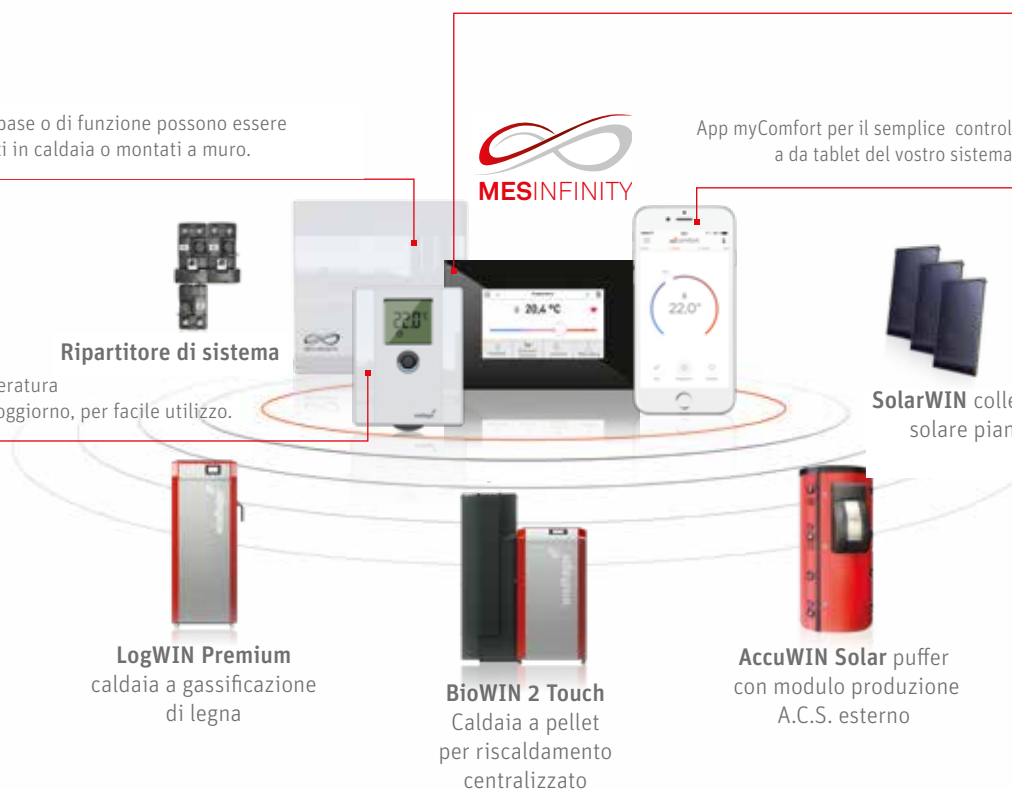 base o di funzione possono essere
ti in caldaia o montati a muro.
MESINFINITY
App myComfort per il semplice control
a da tablet del vostro sistema
22.0°
20,4 °C
22.0°
Ripartitore di sistema
eratura
oggiorno, per facile utilizzo.
SolarWIN colle
solare pian
LogWIN Premium
caldaia a gassificazione
di legna
BioWIN 2 Touch
Caldaia a pellet
per riscaldamento
centralizzato
AccuWIN Solar puffer
con modulo produzione
A.C.S. esterno